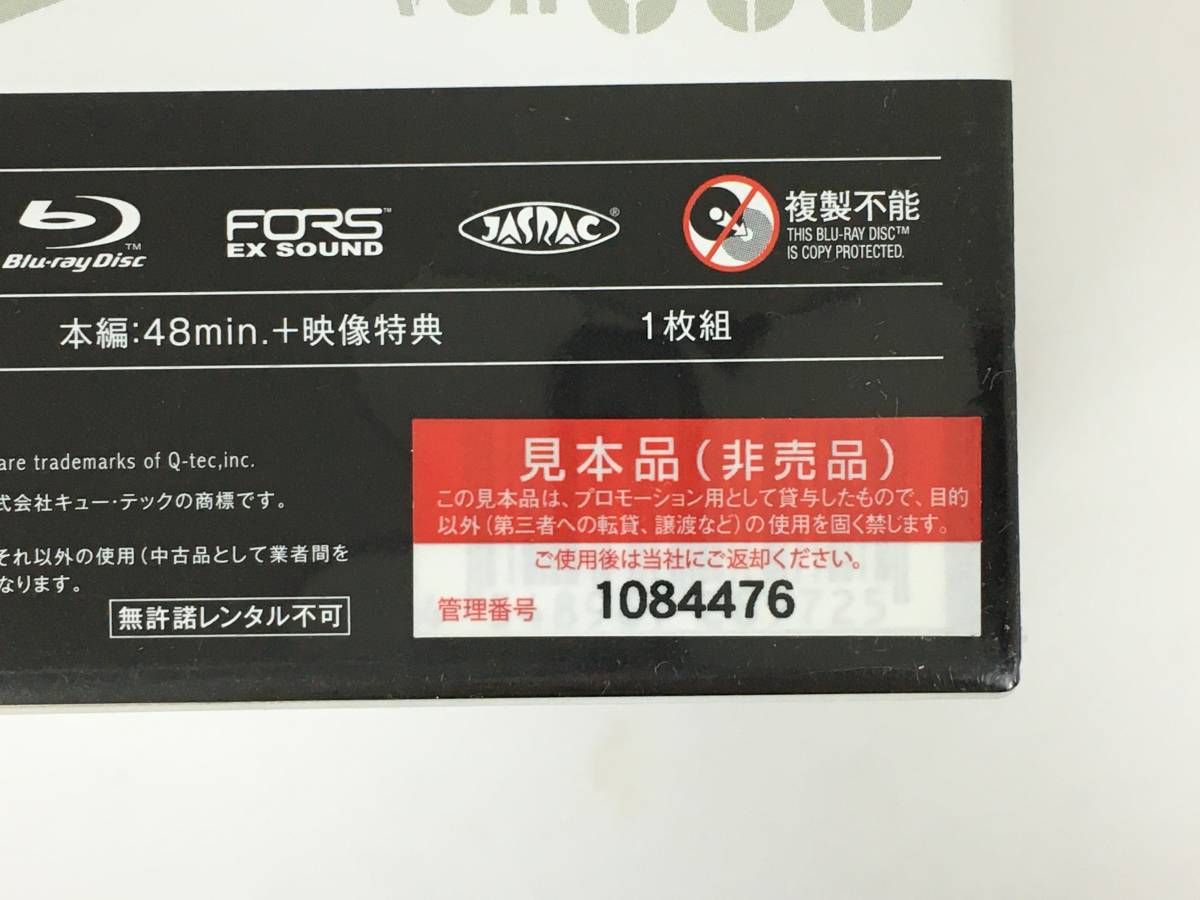 Blu-ray Disc™
FORS™
EX SOUND
JASRAC®
複製不能
THIS BLU-RAY DISC™
IS COPY PROTECTED.
本編:48min.+映像特典
1枚組
are trademarks of Q-tec,inc.
式会社キュー・テックの商標です。
それ以外の使用(中古品として業者間を
なります。
無許諾レンタル不可
見本品(非売品)
この見本品は、プロモーション用として貸与したもので、目的
以外(第三者への転貸、譲渡など)の使用を固く禁じます。
ご使用後は当社にご返却ください。
管理番号 1084476